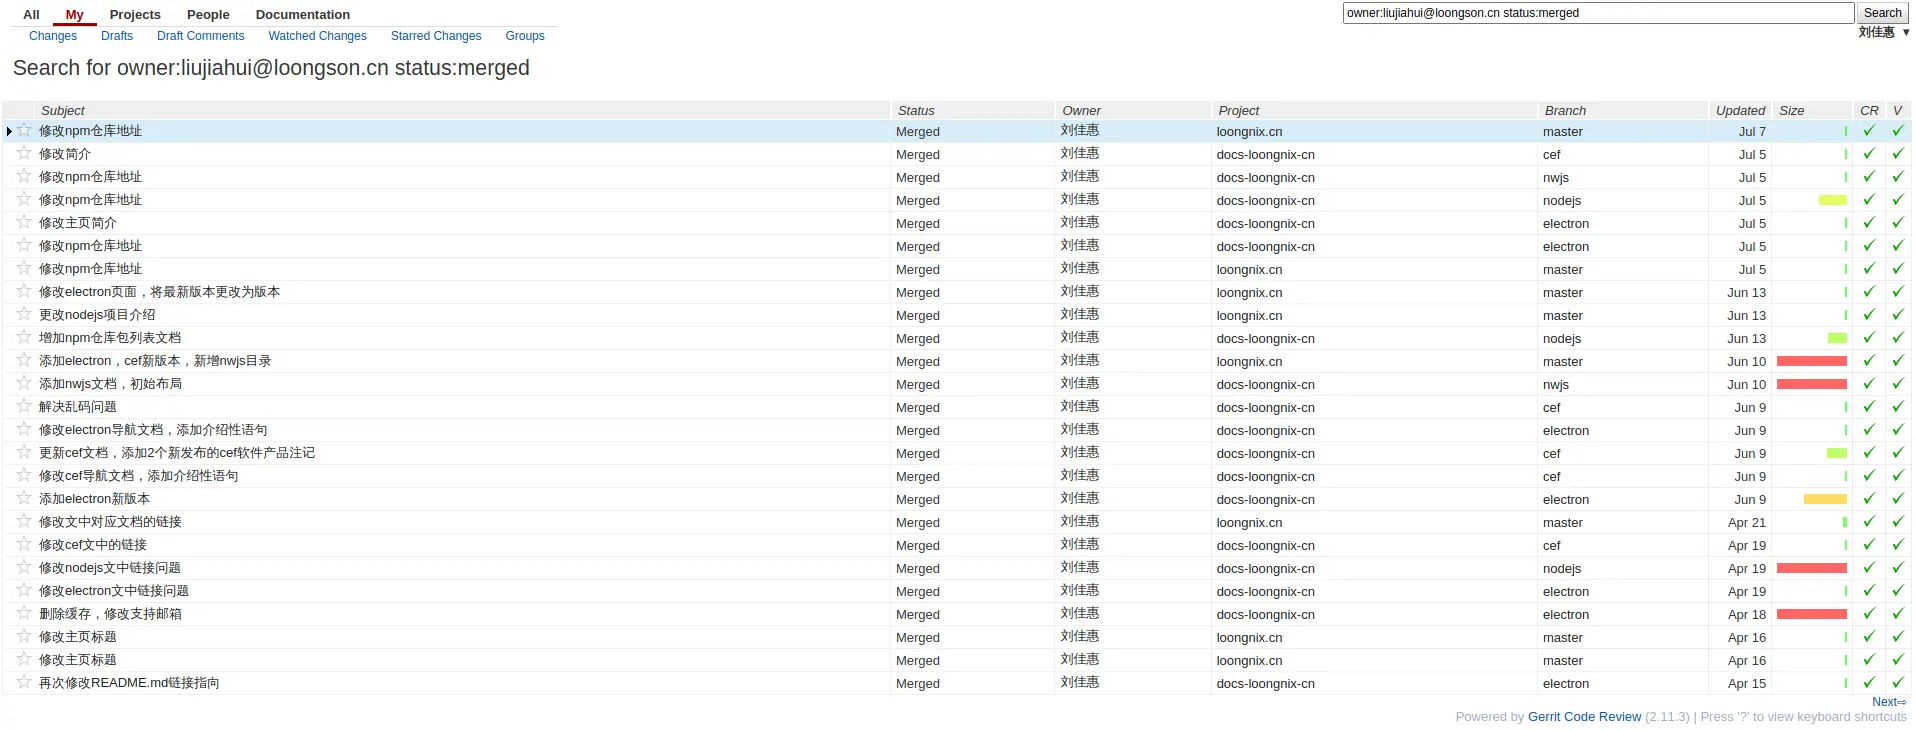 All My Projects People Documentation
owner:liujiahui@loongson.cn status:merged Search
Changes Drafts Draft Comments Watched Changes Starred Changes Groups
刘佳惠 ▼
Search for owner:liujiahui@loongson.cn status:merged
Subject Status Owner Project Branch Updated Size CR V
修改npm仓库地址 Merged 刘佳惠 loongnix.cn master Jul 7
修改简介 Merged 刘佳惠 docs-loongnix-cn cef Jul 5
修改npm仓库地址 Merged 刘佳惠 docs-loongnix-cn nwjs Jul 5
修改npm仓库地址 Merged 刘佳惠 docs-loongnix-cn nodejs Jul 5
修改主页简介 Merged 刘佳惠 docs-loongnix-cn electron Jul 5
修改npm仓库地址 Merged 刘佳惠 docs-loongnix-cn electron Jul 5
修改npm仓库地址 Merged 刘佳惠 loongnix.cn master Jul 5
修改electron页面，将最新版本更改为版本 Merged 刘佳惠 loongnix.cn master Jun 13
更改nodejs项目介绍 Merged 刘佳惠 loongnix.cn master Jun 13
增加npm仓库包列表文档 Merged 刘佳惠 docs-loongnix-cn nodejs Jun 13
添加electron，cef新版本，新增nwjs目录 Merged 刘佳惠 loongnix.cn master Jun 10
添加nwjs文档，初始布局 Merged 刘佳惠 docs-loongnix-cn nwjs Jun 10
解决乱码问题 Merged 刘佳惠 docs-loongnix-cn cef Jun 9
修改electron导航文档，添加介绍性语句 Merged 刘佳惠 docs-loongnix-cn electron Jun 9
更新cef文档，添加2个新发布的cef软件产品注记 Merged 刘佳惠 docs-loongnix-cn cef Jun 9
修改cef导航文档，添加介绍性语句 Merged 刘佳惠 docs-loongnix-cn cef Jun 9
添加electron新版本 Merged 刘佳惠 docs-loongnix-cn electron Jun 9
修改文中对应文档的链接 Merged 刘佳惠 loongnix.cn master Apr 21
修改cef文中的链接 Merged 刘佳惠 docs-loongnix-cn cef Apr 19
修改nodejs文中链接问题 Merged 刘佳惠 docs-loongnix-cn nodejs Apr 19
修改electron文中链接问题 Merged 刘佳惠 docs-loongnix-cn electron Apr 19
删除缓存，修改支持邮箱 Merged 刘佳惠 docs-loongnix-cn electron Apr 18
修改主页标题 Merged 刘佳惠 loongnix.cn master Apr 16
修改主页标题 Merged 刘佳惠 loongnix.cn master Apr 16
再次修改README.md链接指向 Merged 刘佳惠 docs-loongnix-cn electron Apr 15
Next⇨
Powered by Gerrit Code Review (2.11.3) | Press '?' to view keyboard shortcuts